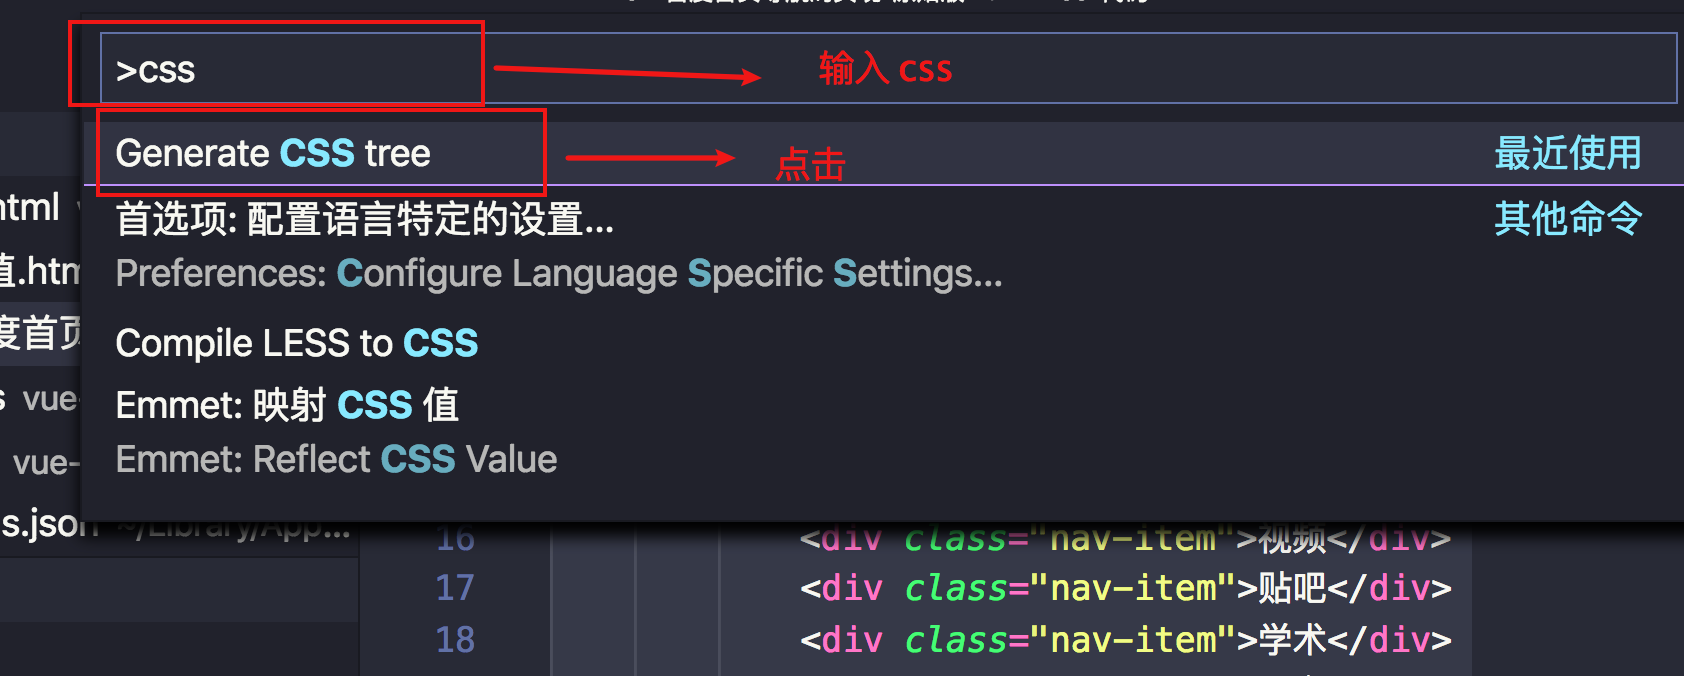 >css
输入 css
Generate CSS tree
点击
最近使用
首选项: 配置语言特定的设置...
其他命令
Preferences: Configure Language Specific Settings...
Compile LESS to CSS
Emmet: 映射 CSS 值
Emmet: Reflect CSS Value
html
值.htm
度首页
s vue-
vue-
s.json ~/Library/App...
16 <div class="nav-item">视频</div>
17 <div class="nav-item">贴吧</div>
18 <div class="nav-item">学术</div>